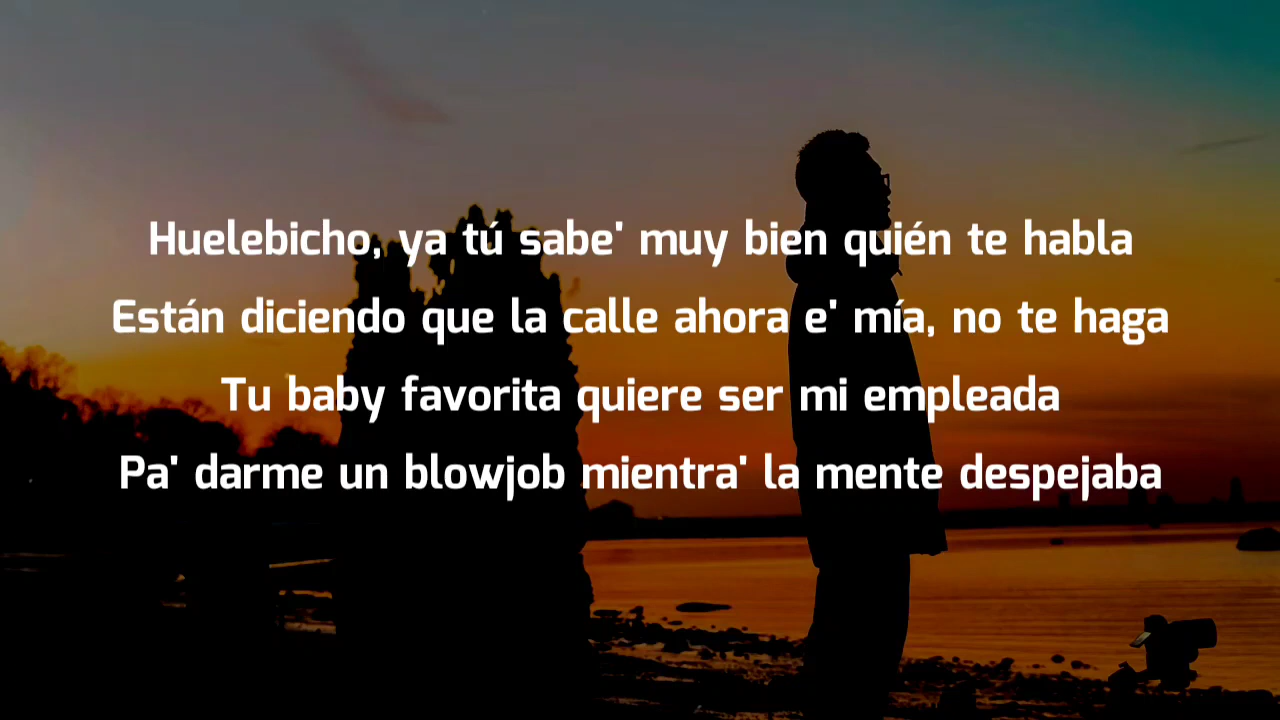 Huelebicho, ya tú sabe' muy bien quién te habla
Están diciendo que la calle ahora e' mía, no te haga
Tu baby favorita quiere ser mi empleada
Pa' darme un blowjob mientra' la mente despejaba